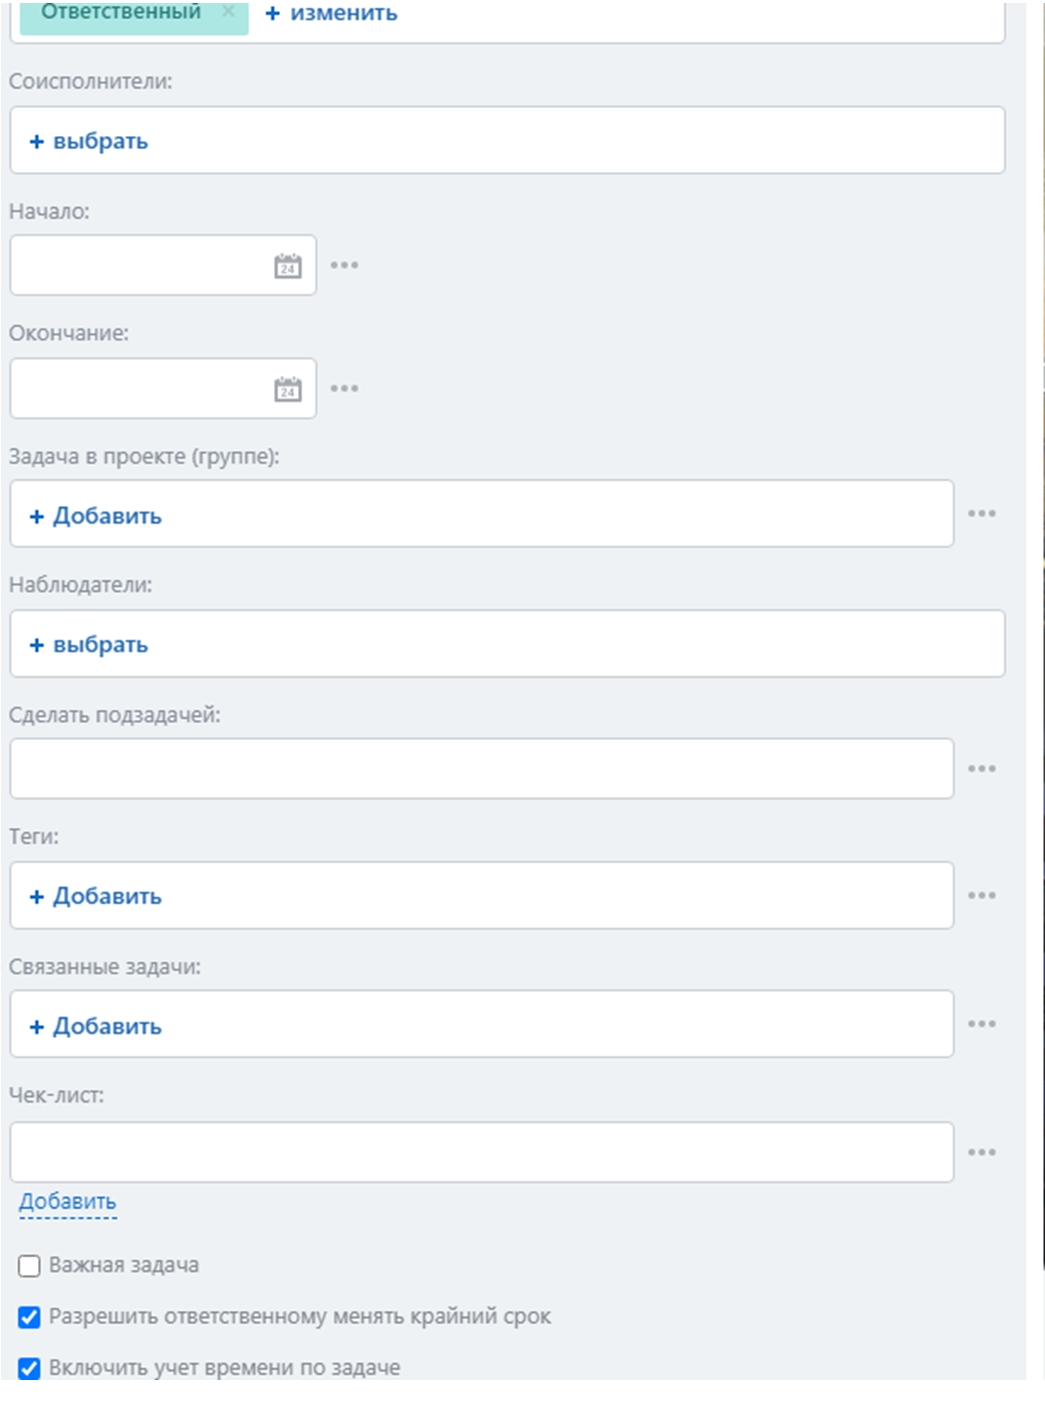 Ответственный × + изменить
Соисполнители:
+ выбрать
Начало:
24 •••
Окончание:
24 •••
Задача в проекте (группе):
+ Добавить •••
Наблюдатели:
+ выбрать
Сделать подзадачей:
•••
Теги:
+ Добавить •••
Связанные задачи:
+ Добавить •••
Чек-лист:
•••
Добавить
Важная задача
Разрешить ответственному менять крайний срок
Включить учет времени по задаче